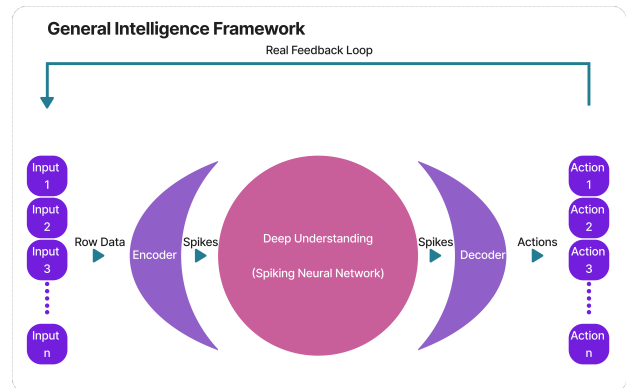 General Intelligence Framework
Real Feedback Loop
Input
1
Input
2
Input
3
Input
n
Row Data
Encoder
Spikes
Deep Understanding
(Spiking Neural Network)
Spikes
Decoder
Actions
Action
1
Action
2
Action
3
Action
n